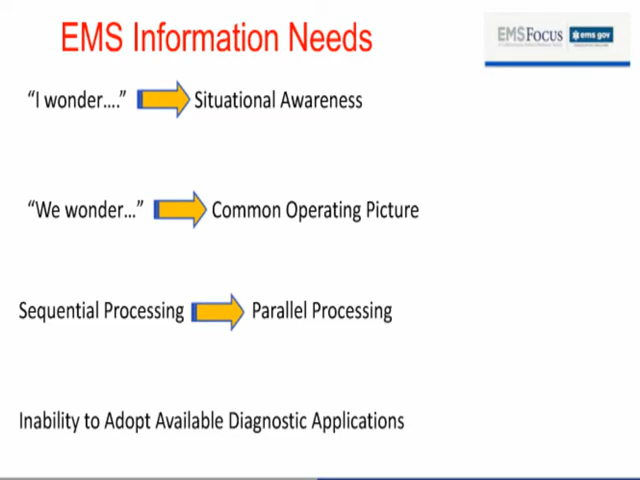 EMS Information Needs
EMSFocus
ems.gov
"I wonder...." Situational Awareness
"We wonder..." Common Operating Picture
Sequential Processing Parallel Processing
Inability to Adopt Available Diagnostic Applications